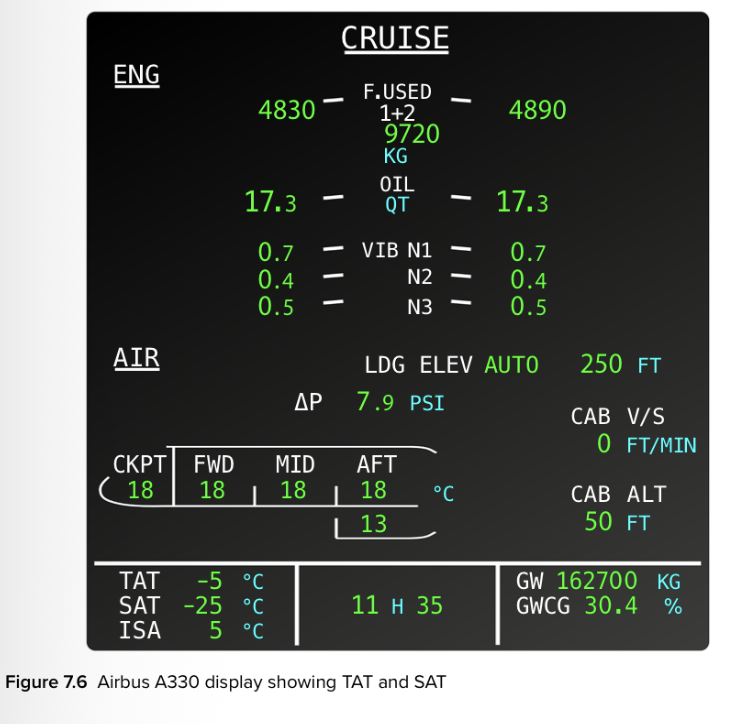 CRUISE
ENG
F.USED
4830 1+2 4890
9720
KG
OIL
17.3 QT 17.3
0.7 VIB N1 0.7
0.4 N2 0.4
0.5 N3 0.5
AIR
LDG ELEV AUTO 250 FT
ΔP 7.9 PSI
CAB V/S
0 FT/MIN
CKPT FWD MID AFT
18 18 18 18 °C
CAB ALT
13 50 FT
TAT -5 °C
SAT -25 °C
ISA 5 °C
11 H 35
GW 162700 KG
GWCG 30.4 %
Figure 7.6 Airbus A330 display showing TAT and SAT